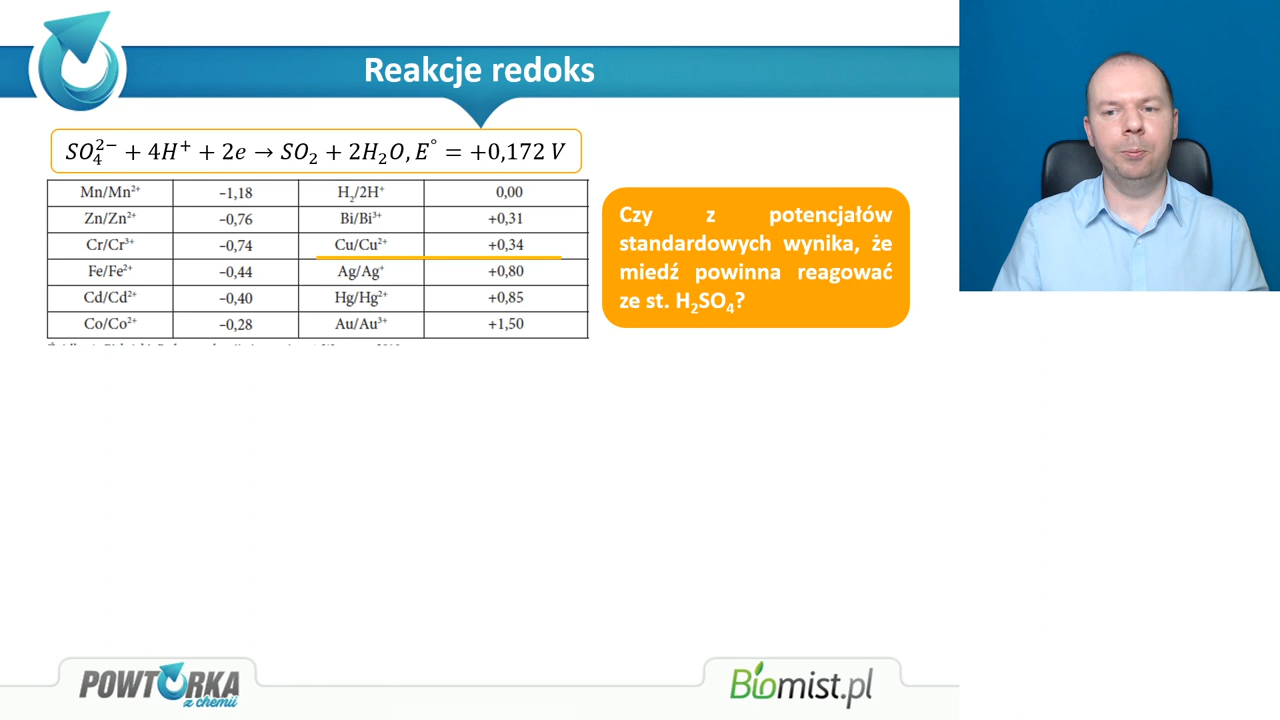 Reakcje redoks
SO₄²⁻ + 4H⁺ + 2e → SO₂ + 2H₂O, E° = +0,172 V
Mn/Mn²⁺ –1,18 H₂/2H⁺ 0,00
Zn/Zn²⁺ –0,76 Bi/Bi³⁺ +0,31
Cr/Cr³⁺ –0,74 Cu/Cu²⁺ +0,34
Fe/Fe²⁺ –0,44 Ag/Ag⁺ +0,80
Cd/Cd²⁺ –0,40 Hg/Hg²⁺ +0,85
Co/Co²⁺ –0,28 Au/Au³⁺ +1,50
Czy z potencjałów
standardowych wynika, że
miedź powinna reagować
ze st. H₂SO₄?
POWTÓRKA
z chemii
Biomist.pl